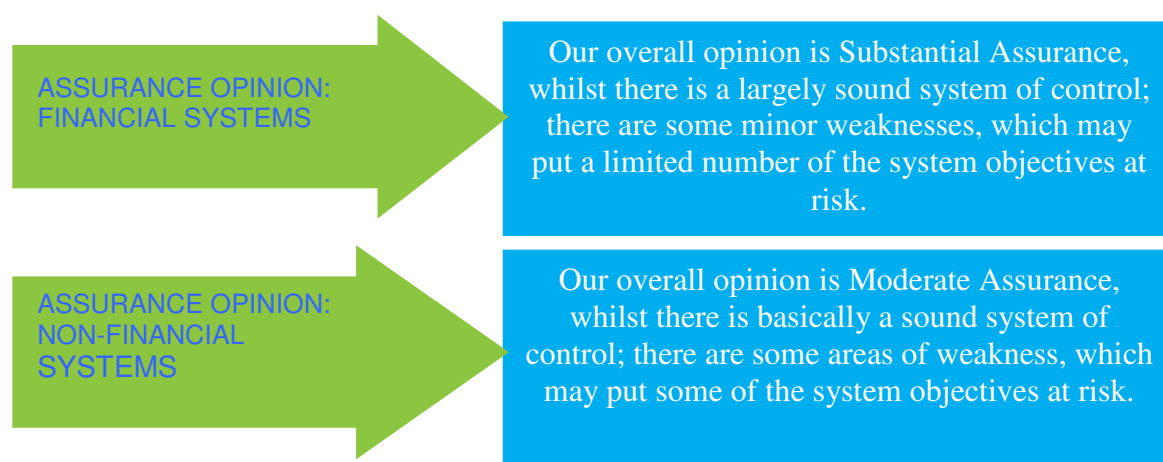 ASSURANCE OPINION:
FINANCIAL SYSTEMS
Our overall opinion is Substantial Assurance,
whilst there is a largely sound system of control;
there are some minor weaknesses, which may
put a limited number of the system objectives at
risk.
ASSURANCE OPINION:
NON-FINANCIAL
SYSTEMS
Our overall opinion is Moderate Assurance,
whilst there is basically a sound system of
control; there are some areas of weakness, which
may put some of the system objectives at risk.